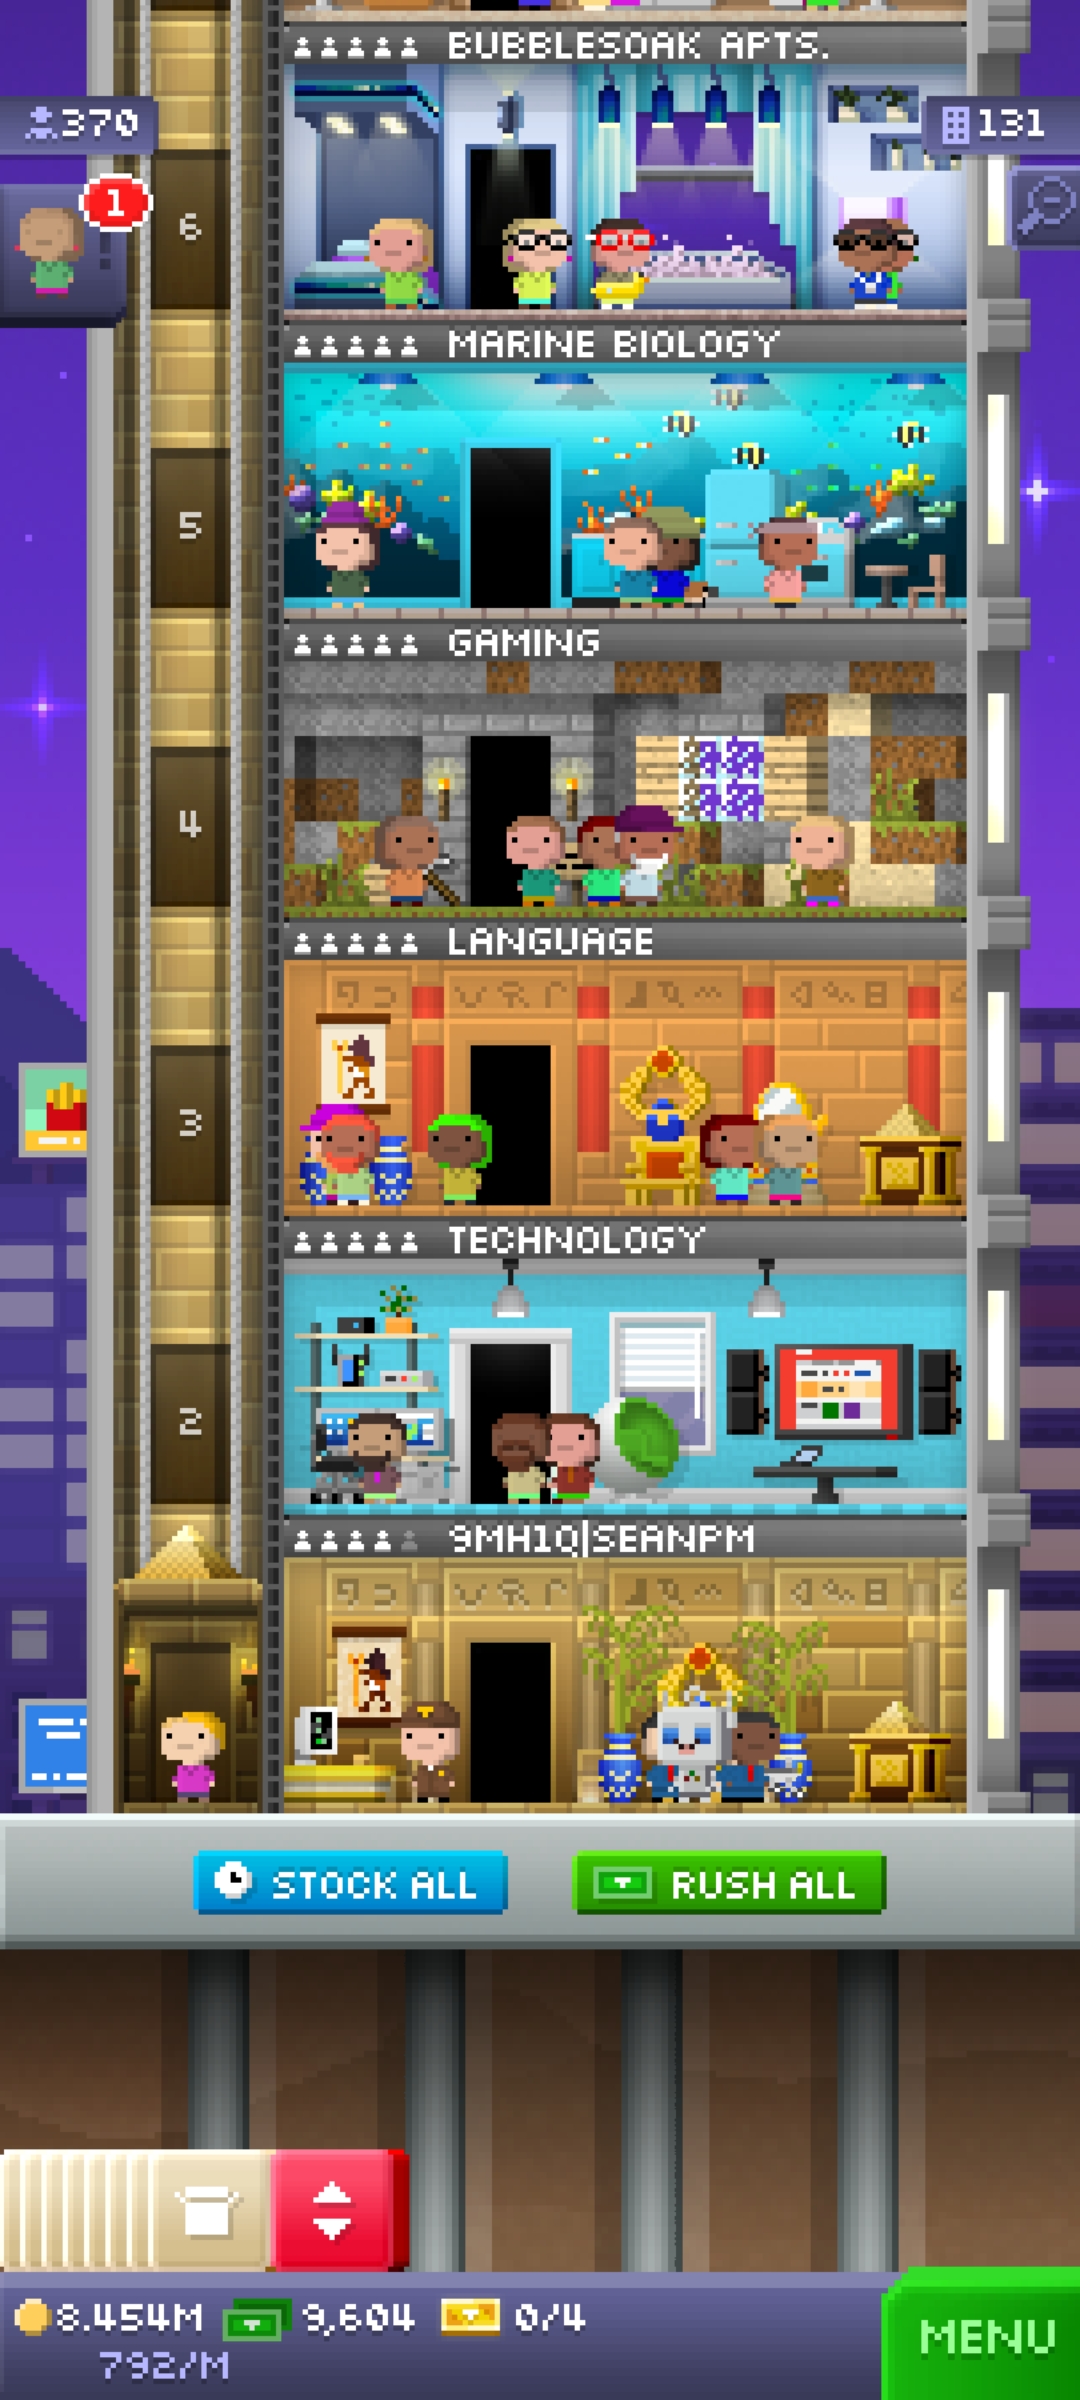 BUBBLESOAK APTS.
370
131
1
6
MARINE BIOLOGY
5
GAMING
4
LANGUAGE
3
TECHNOLOGY
2
9MH1Q|SEANPM
STOCK ALL
RUSH ALL
8.454M
9,604
0/4
792/M
MENU